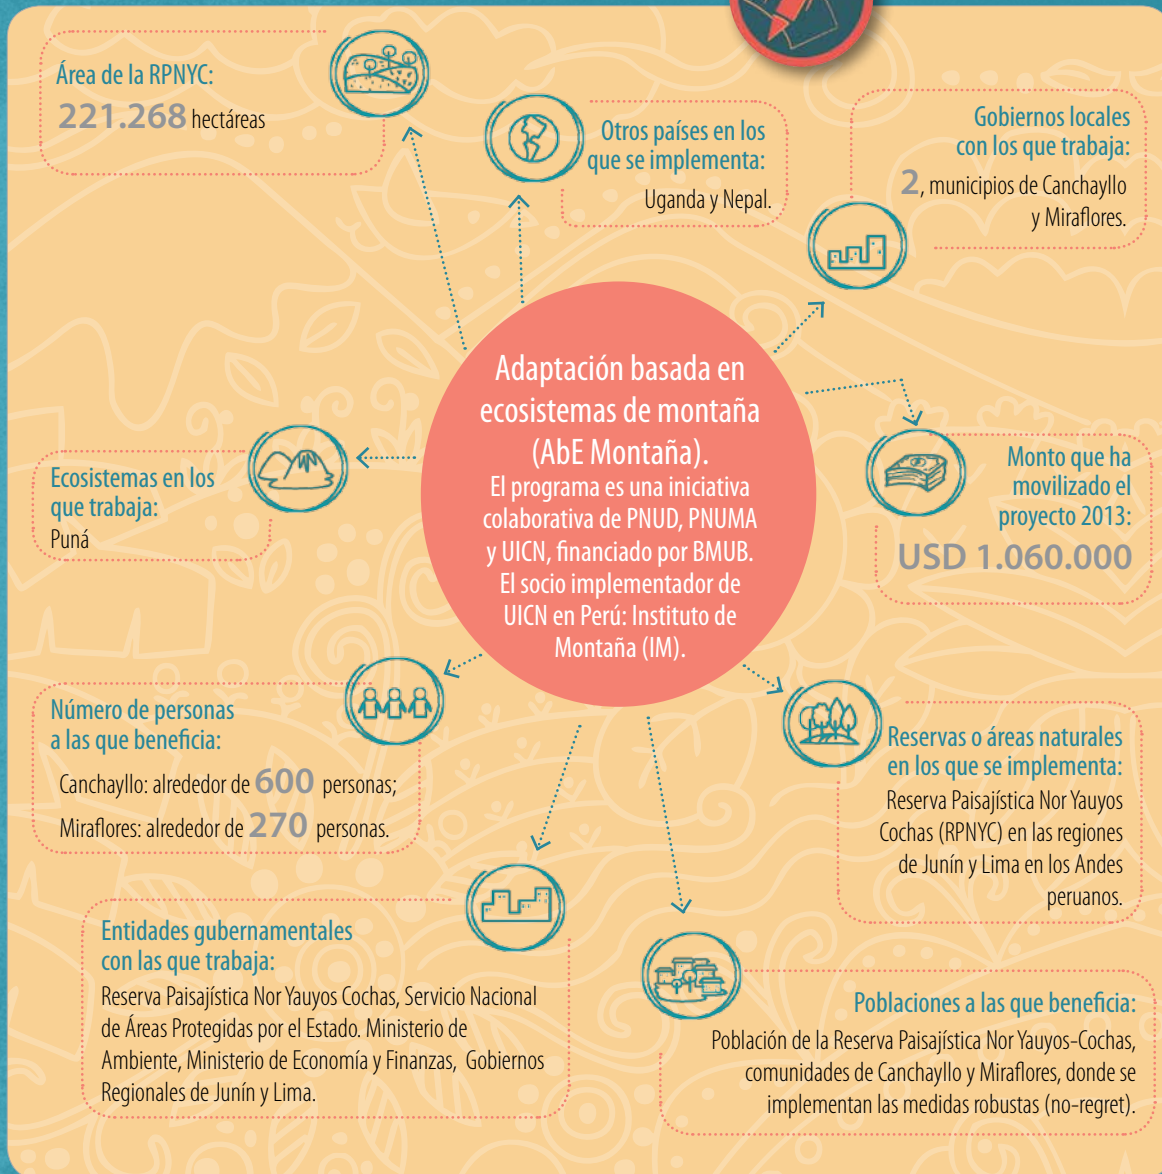 Área de la RPNYC:
221.268 hectáreas
Otros países en los
que se implementa:
Uganda y Nepal.
Gobiernos locales
con los que trabaja:
2, municipios de Canchayllo
y Miraflores.
Adaptación basada en
ecosistemas de montaña
(AbE Montaña).
El programa es una iniciativa
colaborativa de PNUD, PNUMA
y UICN, financiado por BMUB.
El socio implementador de
UICN en Perú: Instituto de
Montaña (IM).
Ecosistemas en los
que trabaja:
Puná
Monto que ha
movilizado el
proyecto 2013:
USD 1.060.000
Número de personas
a las que beneficia:
Canchayllo: alrededor de 600 personas;
Miraflores: alrededor de 270 personas.
Reservas o áreas naturales
en los que se implementa:
Reserva Paisajística Nor Yauyos
Cochas (RPNYC) en las regiones
de Junín y Lima en los Andes
peruanos.
Entidades gubernamentales
con las que trabaja:
Reserva Paisajística Nor Yauyos Cochas, Servicio Nacional
de Áreas Protegidas por el Estado. Ministerio de
Ambiente, Ministerio de Economía y Finanzas, Gobiernos
Regionales de Junín y Lima.
Poblaciones a las que beneficia:
Población de la Reserva Paisajística Nor Yauyos-Cochas,
comunidades de Canchayllo y Miraflores, donde se
implementan las medidas robustas (no-regret).